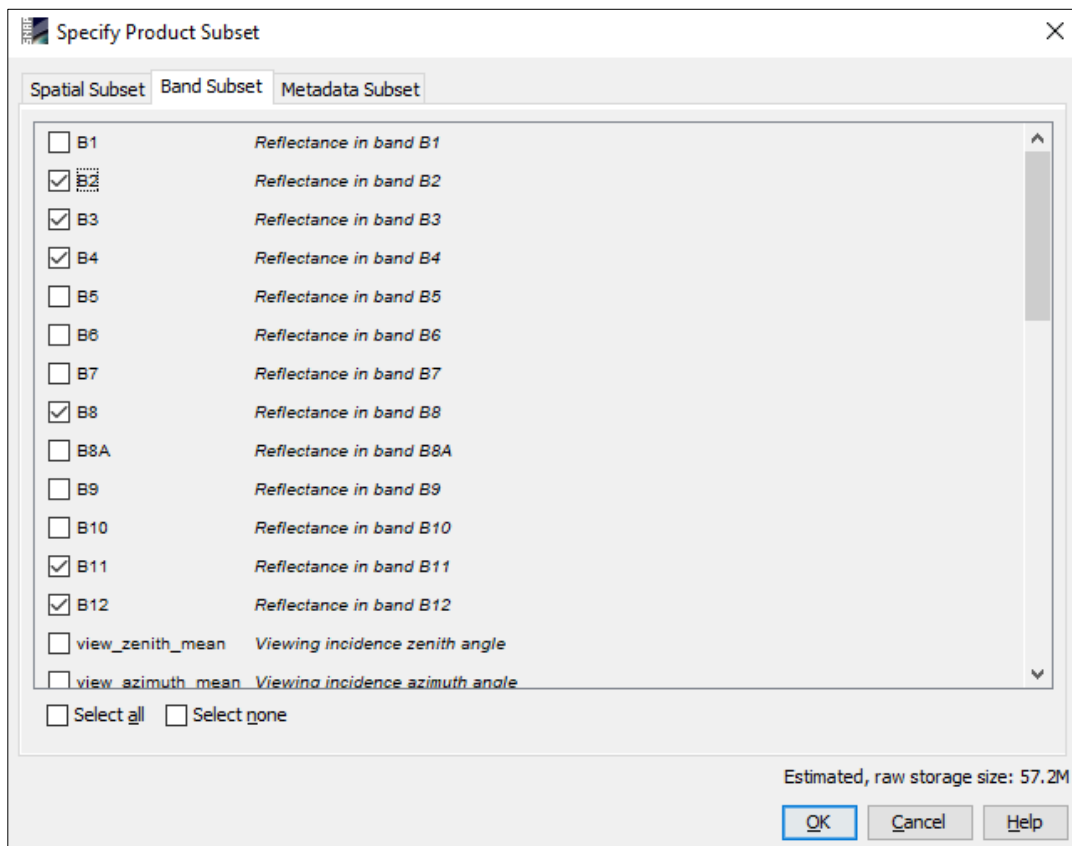 Specify Product Subset
Spatial Subset Band Subset Metadata Subset
B1 Reflectance in band B1
B2 Reflectance in band B2
B3 Reflectance in band B3
B4 Reflectance in band B4
B5 Reflectance in band B5
B6 Reflectance in band B6
B7 Reflectance in band B7
B8 Reflectance in band B8
B8A Reflectance in band B8A
B9 Reflectance in band B9
B10 Reflectance in band B10
B11 Reflectance in band B11
B12 Reflectance in band B12
view_zenith_mean Viewing incidence zenith angle
view_azimuth_mean Viewing incidence azimuth angle
Select all Select none
Estimated, raw storage size: 57.2M
OK Cancel Help